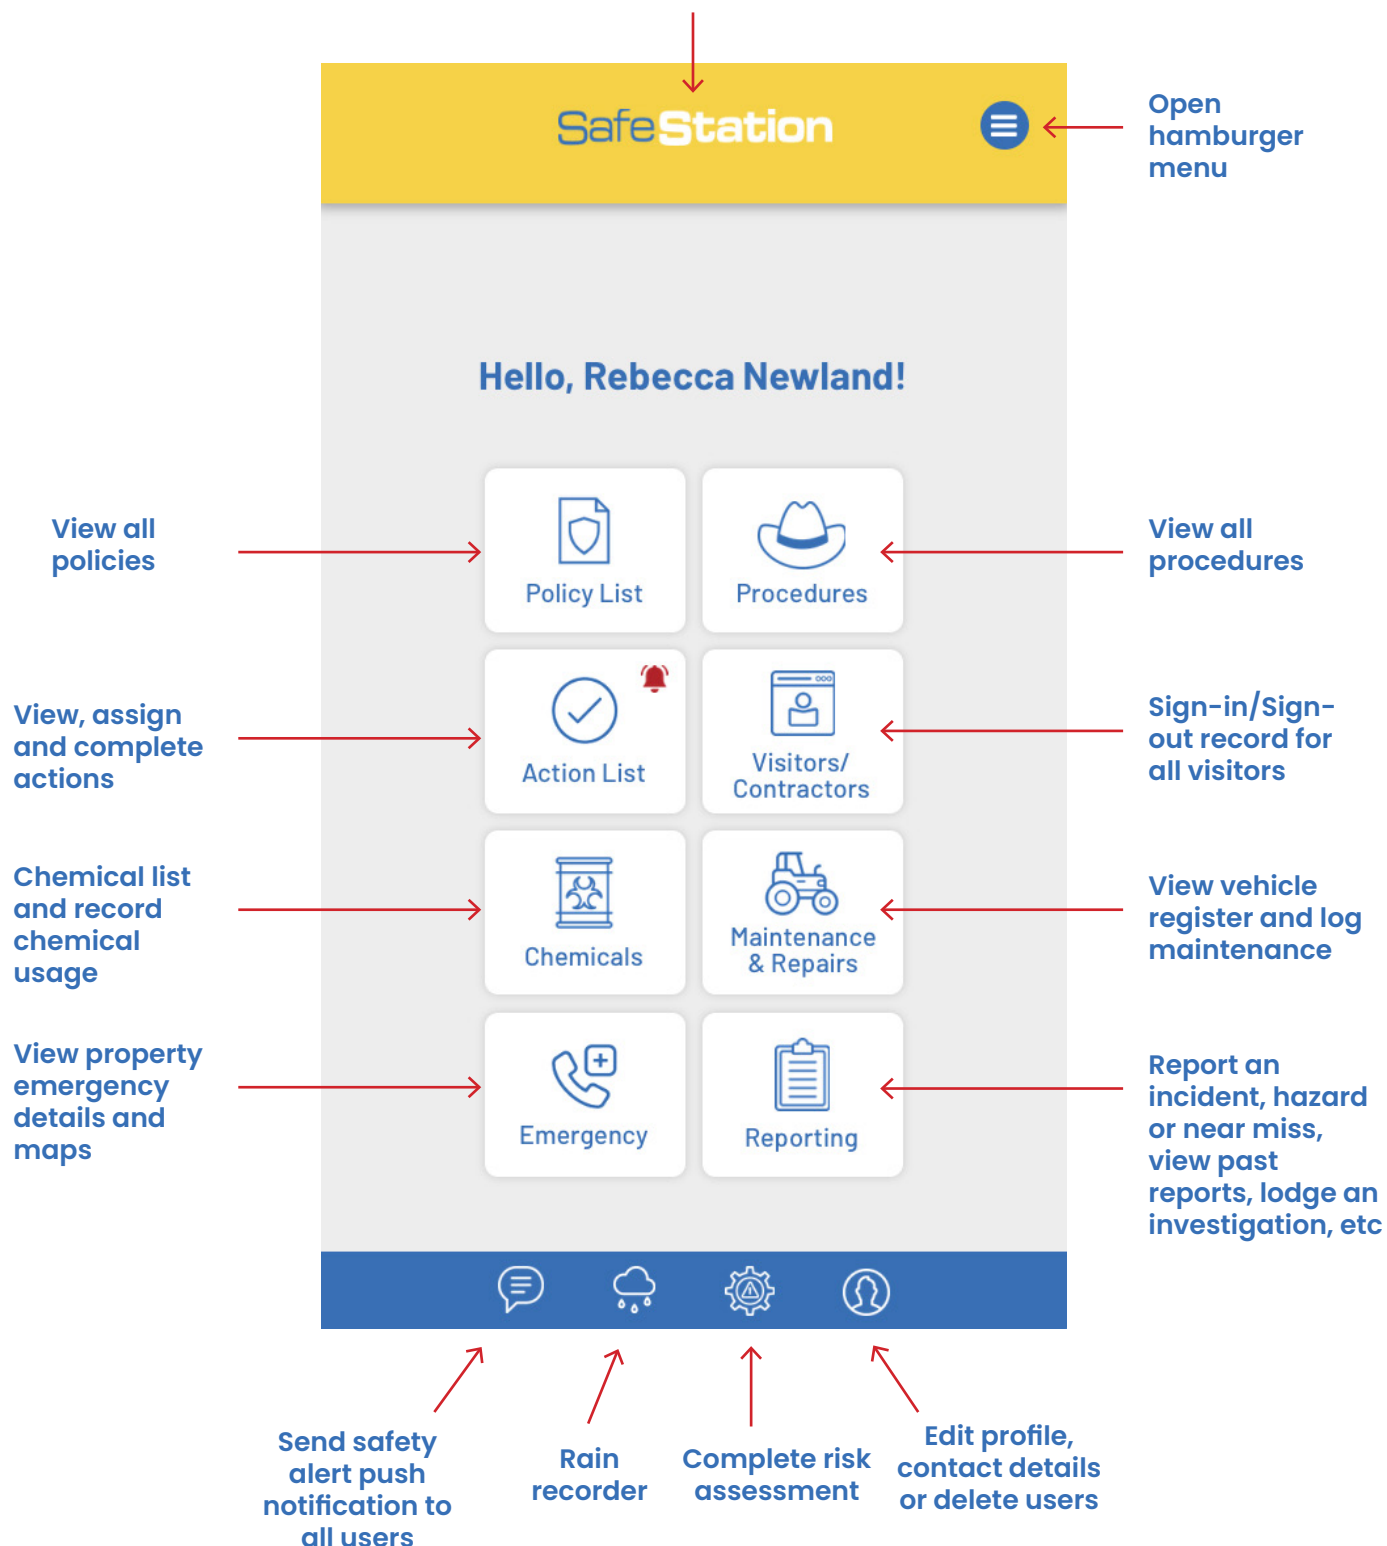 SafeStation
Open
hamburger
menu
Hello, Rebecca Newland!
View all
policies
Policy List
Procedures
View all
procedures
View, assign
and complete
actions
Action List
Visitors/
Contractors
Sign-in/Sign-
out record for
all visitors
Chemical list
and record
chemical
usage
Chemicals
Maintenance
& Repairs
View vehicle
register and log
maintenance
View property
emergency
details and
maps
Emergency
Reporting
Report an
incident, hazard
or near miss,
view past
reports, lodge an
investigation, etc
Send safety
alert push
notification to
all users
Rain
recorder
Complete risk
assessment
Edit profile,
contact details
or delete users